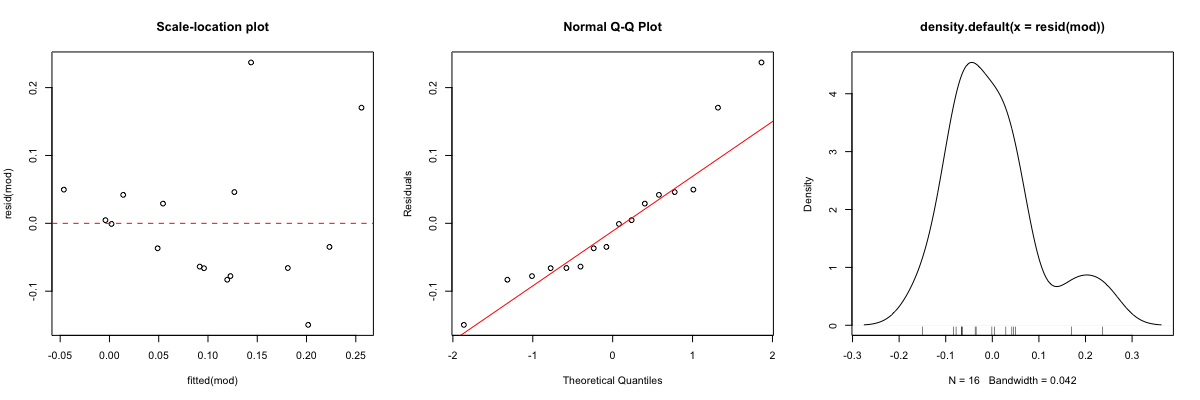 Scale-location plot
resid(mod)
-0.1 0.0 0.1 0.2
-0.05 0.00 0.05 0.10 0.15 0.20 0.25
fitted(mod)
Normal Q-Q Plot
Residuals
-0.1 0.0 0.1 0.2
-2 -1 0 1 2
Theoretical Quantiles
density.default(x = resid(mod))
Density
0 1 2 3 4
-0.3 -0.2 -0.1 0.0 0.1 0.2 0.3
N = 16 Bandwidth = 0.042